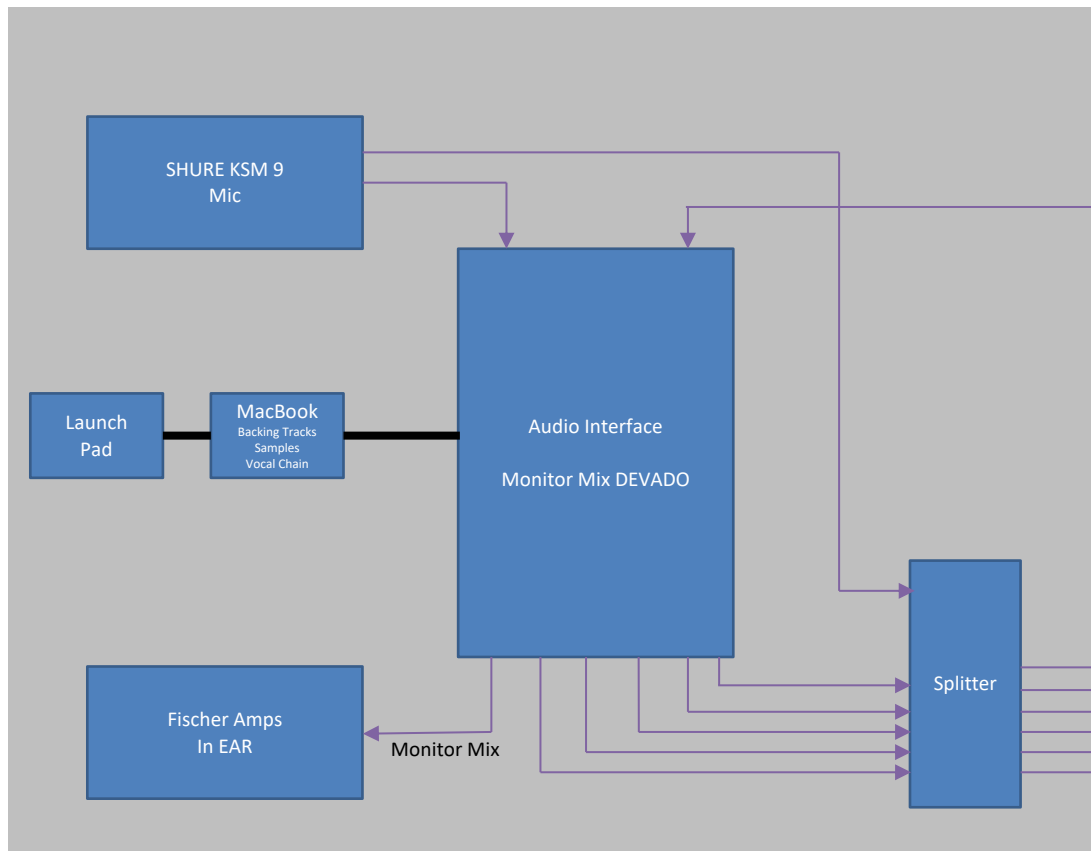 SHURE KSM 9
Mic
Launch
Pad
MacBook
Backing Tracks
Samples
Vocal Chain
Audio Interface
Monitor Mix DEVADO
Splitter
Fischer Amps
In EAR
Monitor Mix